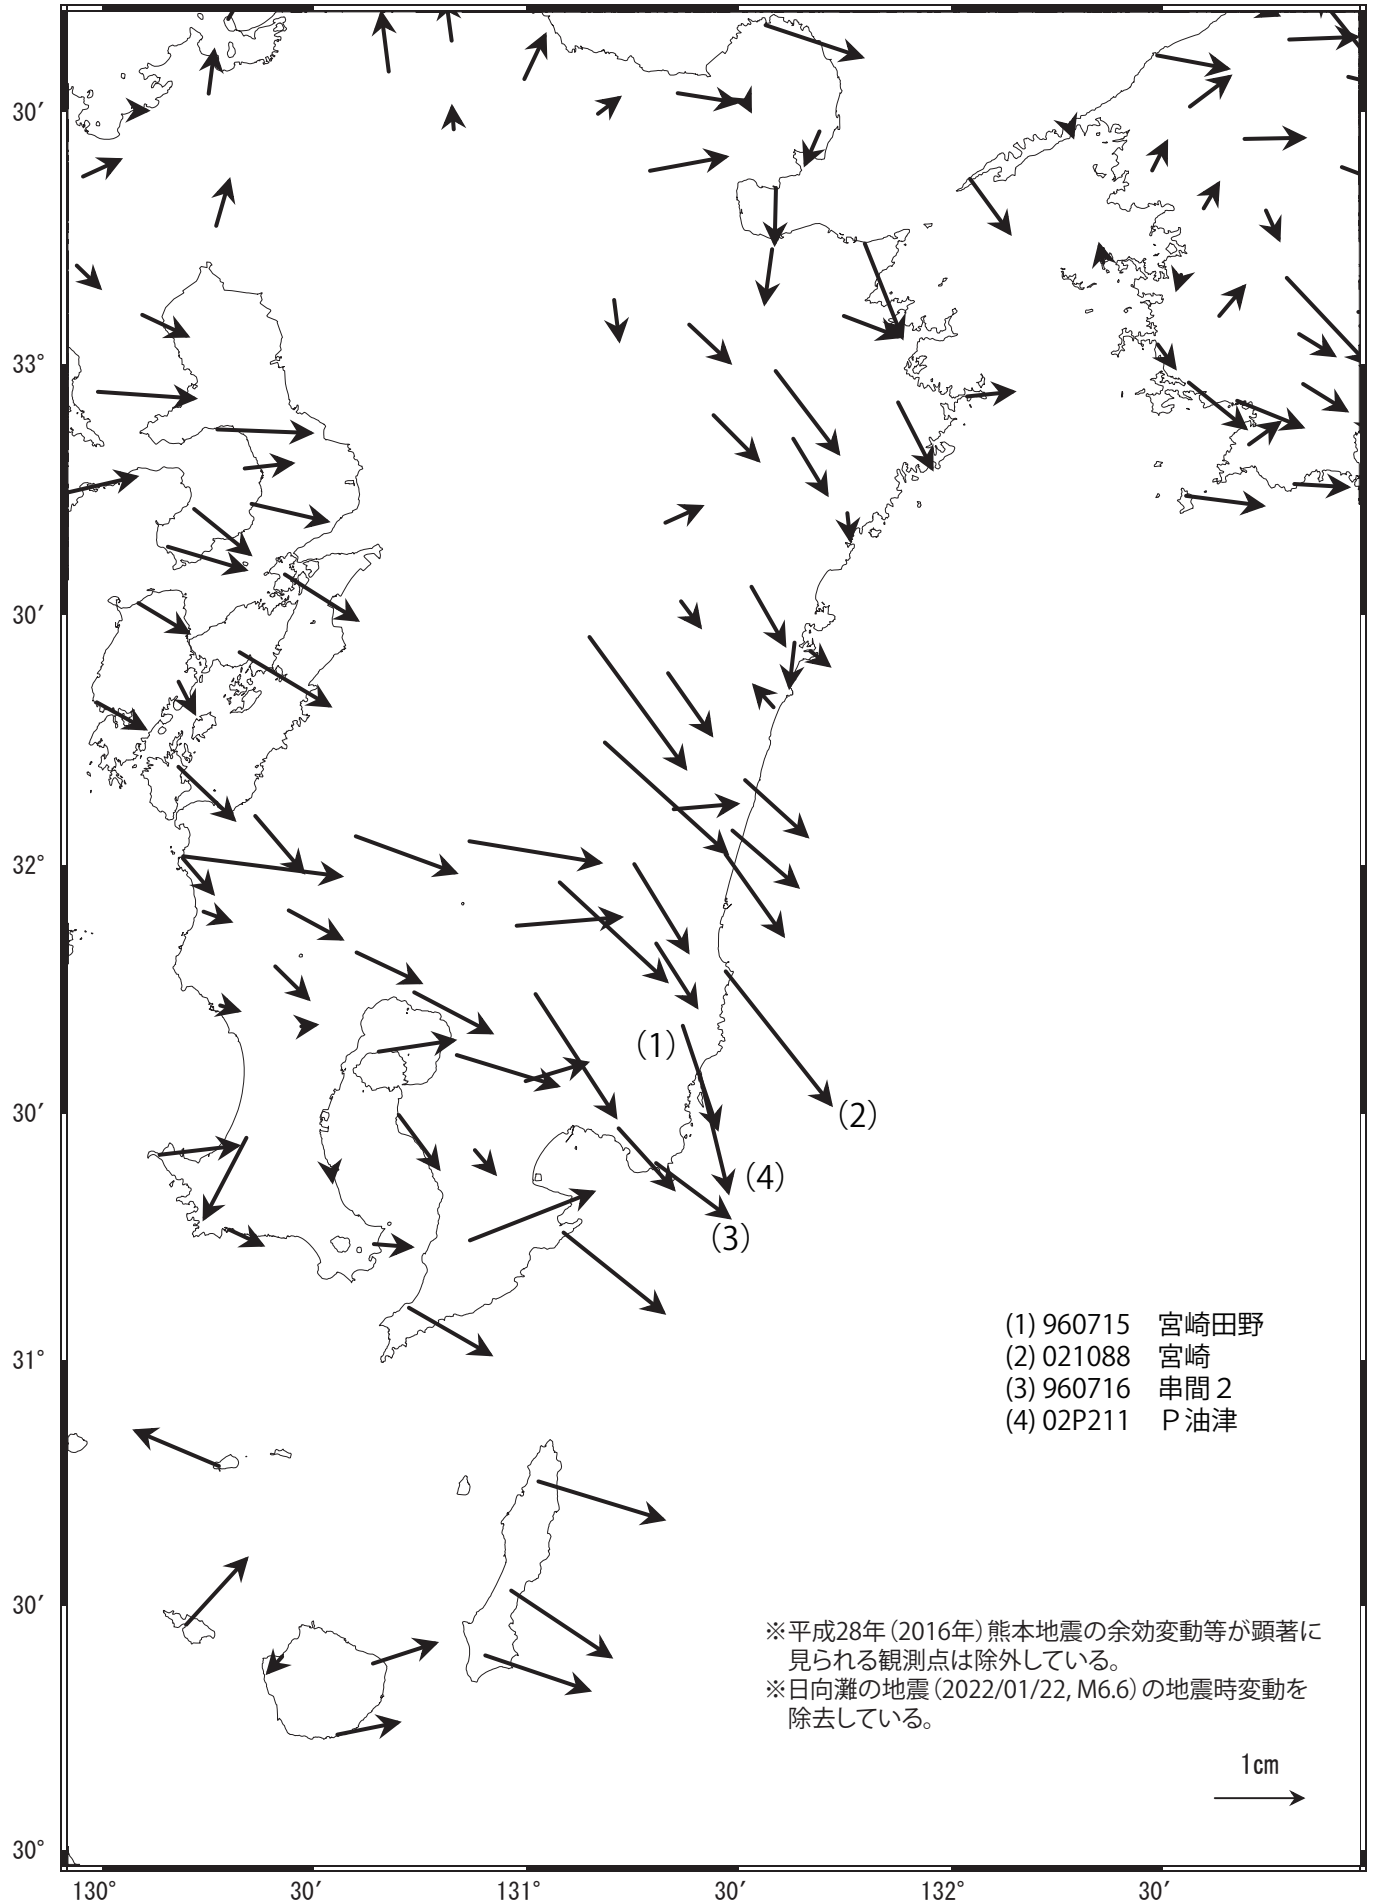 30′
33°
30′
32°
(1)
30′
(2)
(4)
(3)
(1) 960715　宮崎田野
(2) 021088　宮崎
31°
(3) 960716　串間２
(4) 02P211　Ｐ油津
30′
※平成28年（2016年）熊本地震の余効変動等が顕著に
見られる観測点は除外している。
※日向灘の地震（2022/01/22, M6.6）の地震時変動を
除去している。
1cm
30°
130°　30′　131°　30′　132°　30′